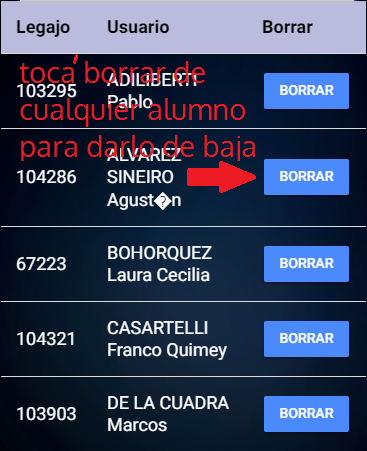 Legajo Usuario Borrar
toca borrar de
cualquier alumno
para darlo de baja
103295 ADILIBERTI Pablo BORRAR
104286 ALVAREZ SINEIRO Agust�n BORRAR
67223 BOHORQUEZ Laura Cecilia BORRAR
104321 CASARTELLI Franco Quimey BORRAR
103903 DE LA CUADRA Marcos BORRAR